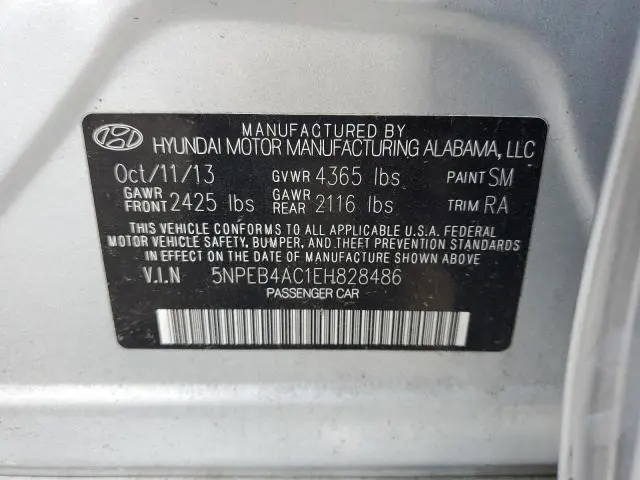 MANUFACTURED BY
HYUNDAI MOTOR MANUFACTURING ALABAMA, LLC
Oct/11/13 GVWR 4365 lbs PAINT SM
GAWR FRONT 2425 lbs GAWR REAR 2116 lbs TRIM RA
THIS VEHICLE CONFORMS TO ALL APPLICABLE U.S.A. FEDERAL
MOTOR VEHICLE SAFETY, BUMPER, AND THEFT PREVENTION STANDARDS
IN EFFECT ON THE DATE OF MANUFACTURE SHOWN ABOVE
V.I.N 5NPEB4AC1EH828486
PASSENGER CAR